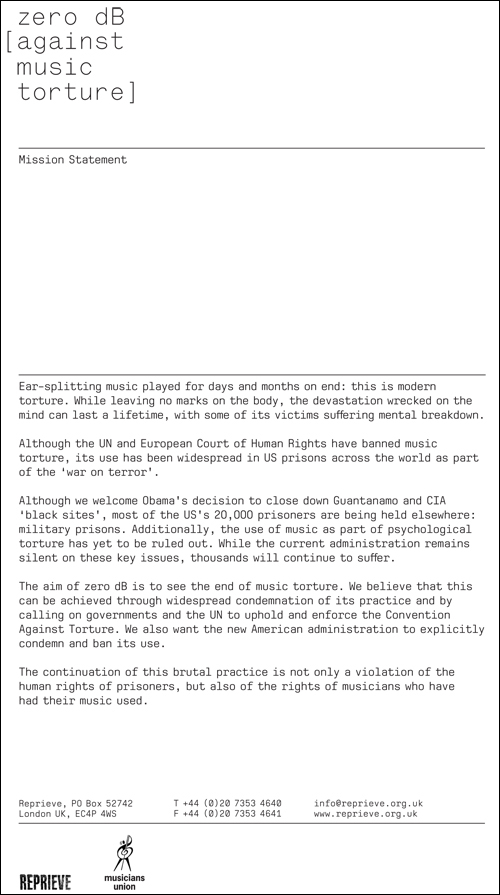 zero dB
[against
music
torture]
Mission Statement
Ear-splitting music played for days and months on end: this is modern
torture. While leaving no marks on the body, the devastation wrecked on the
mind can last a lifetime, with some of its victims suffering mental breakdown.
Although the UN and European Court of Human Rights have banned music
torture, its use has been widespread in US prisons across the world as part
of the ‘war on terror'.
Although we welcome Obama's decision to close down Guantanamo and CIA
‘black sites’, most of the US's 20,000 prisoners are being held elsewhere:
military prisons. Additionally, the use of music as part of psychological
torture has yet to be ruled out. While the current administration remains
silent on these key issues, thousands will continue to suffer.
The aim of zero dB is to see the end of music torture. We believe that this
can be achieved through widespread condemnation of its practice and by
calling on governments and the UN to uphold and enforce the Convention
Against Torture. We also want the new American administration to explicitly
condemn and ban its use.
The continuation of this brutal practice is not only a violation of the
human rights of prisoners, but also of the rights of musicians who have
had their music used.
Reprieve, PO Box 52742 T +44 (0)20 7353 4640 info@reprieve.org.uk
London UK, EC4P 4WS F +44 (0)20 7353 4641 www.reprieve.org.uk
REPRIEVE
musicians
union